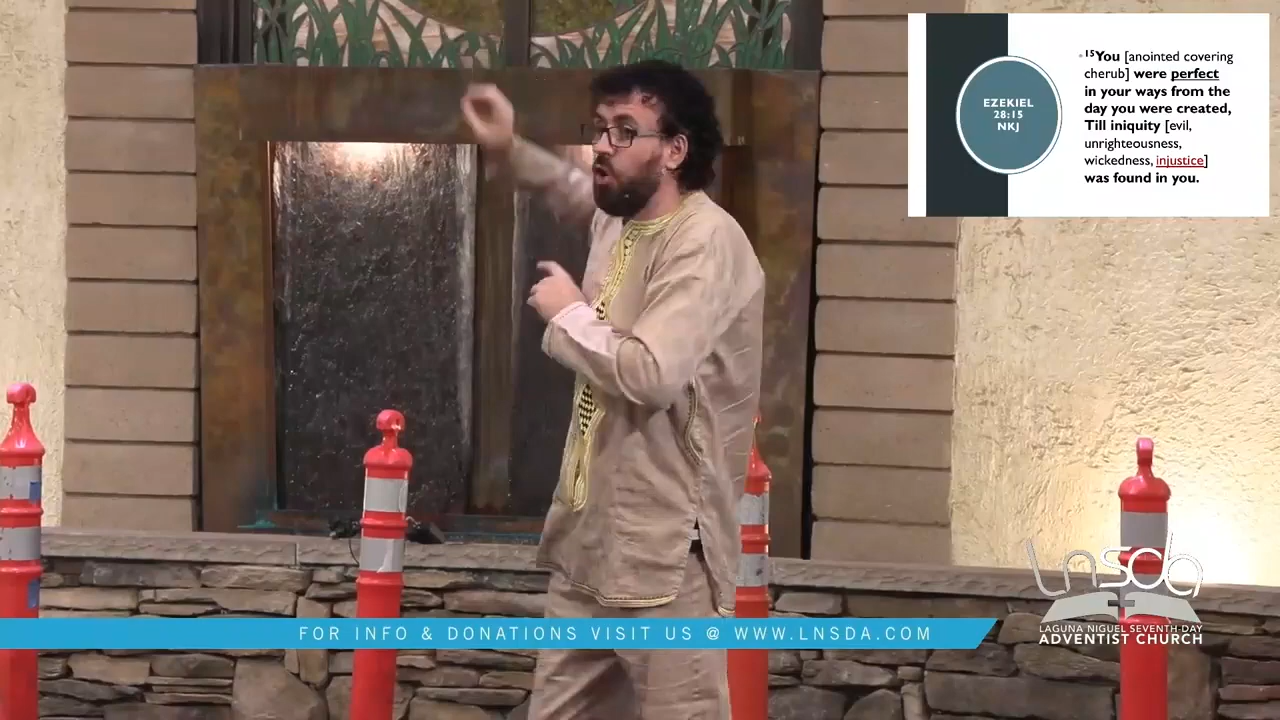 EZEKIEL
28:15
NKJ
15You [anointed covering
cherub] were perfect
in your ways from the
day you were created,
Till iniquity [evil,
unrighteousness,
wickedness, injustice]
was found in you.
FOR INFO & DONATIONS VISIT US @ WWW.LNSDA.COM
lnsda
LAGUNA NIGUEL SEVENTH-DAY
ADVENTIST CHURCH